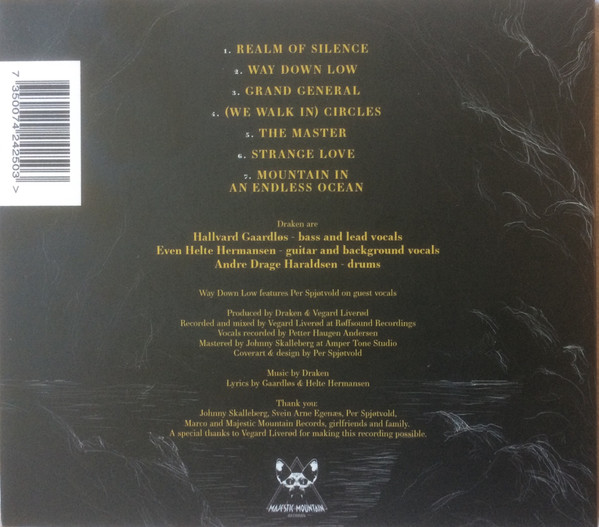 1. REALM OF SILENCE
2. WAY DOWN LOW
3. GRAND GENERAL
4. (WE WALK IN) CIRCLES
5. THE MASTER
6. STRANGE LOVE
7. MOUNTAIN IN
AN ENDLESS OCEAN
7 350074 242503 >
Draken are
Hallvard Gaardløs - bass and lead vocals
Even Helte Hermansen - guitar and background vocals
Andre Drage Haraldsen - drums
Way Down Low features Per Spjøtvold on guest vocals
Produced by Draken & Vegard Liverød
Recorded and mixed by Vegard Liverød at Røffsound Recordings
Vocals recorded by Petter Haugen Andersen
Mastered by Johnny Skalleberg at Amper Tone Studio
Coverart & design by Per Spjøtvold
Music by Draken
Lyrics by Gaardløs & Helte Hermansen
Thank you:
Johnny Skalleberg, Svein Arne Egenæs, Per Spjøtvold,
Marco and Majestic Mountain Records, girlfriends and family.
A special thanks to Vegard Liverød for making this recording possible.
MAJESTIC MOUNTAIN
RECORDS